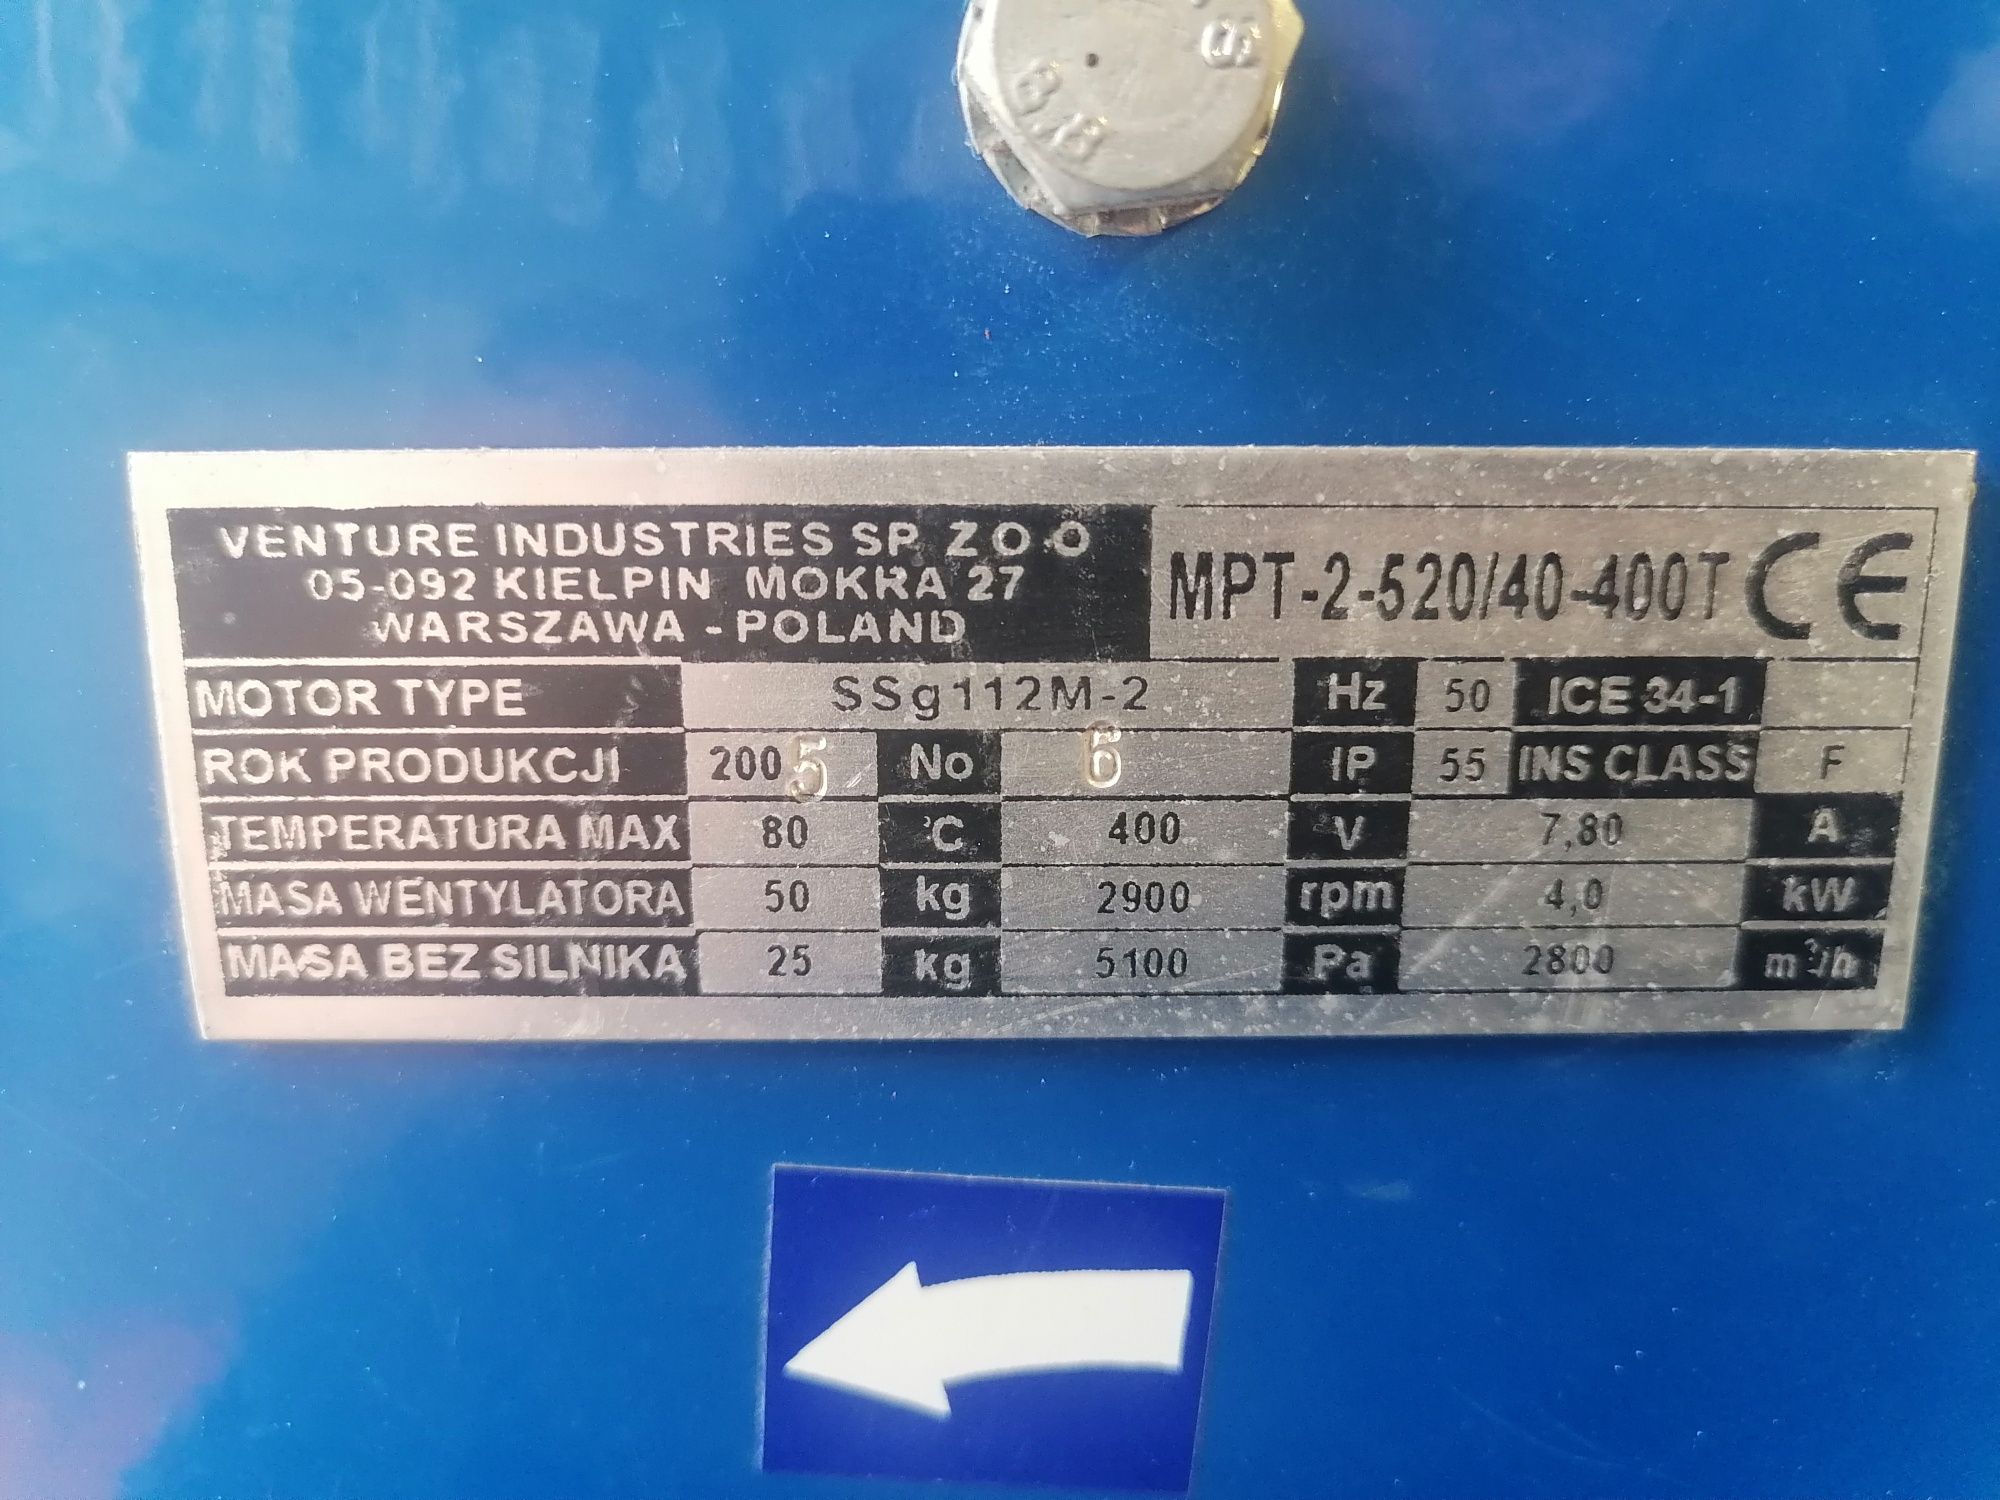 8.8
VENTURE INDUSTRIES SP. Z O.O
05-092 KIEŁPIN MOKRA 27
WARSZAWA - POLAND
MPT-2-520/40-400T CE
MOTOR TYPE SSg112M-2 Hz 50 ICE 34-1
ROK PRODUKCJI 2005 No 6 IP 55 INS CLASS F
TEMPERATURA MAX 80 °C 400 V 7,80 A
MASA WENTYLATORA 50 kg 2900 rpm 4,0 kW
MASA BEZ SILNIKA 25 kg 5100 Pa 2800 m³/h